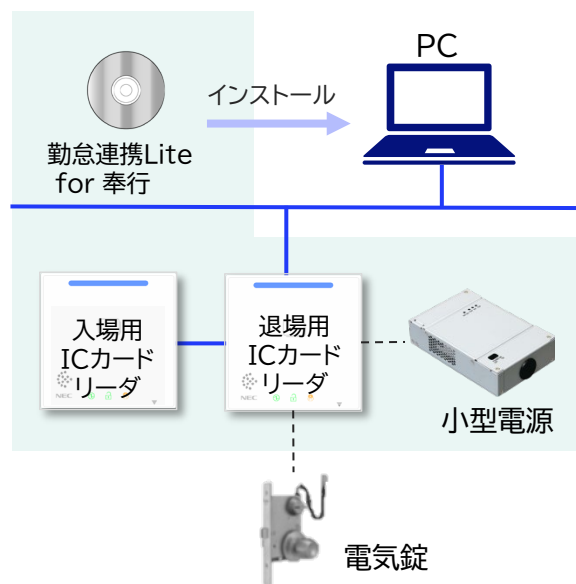 PC
インストール
勤怠連携Lite
for 奉行
入場用
ICカード
リーダ
NEC
退場用
ICカード
リーダ
NEC
小型電源
電気錠